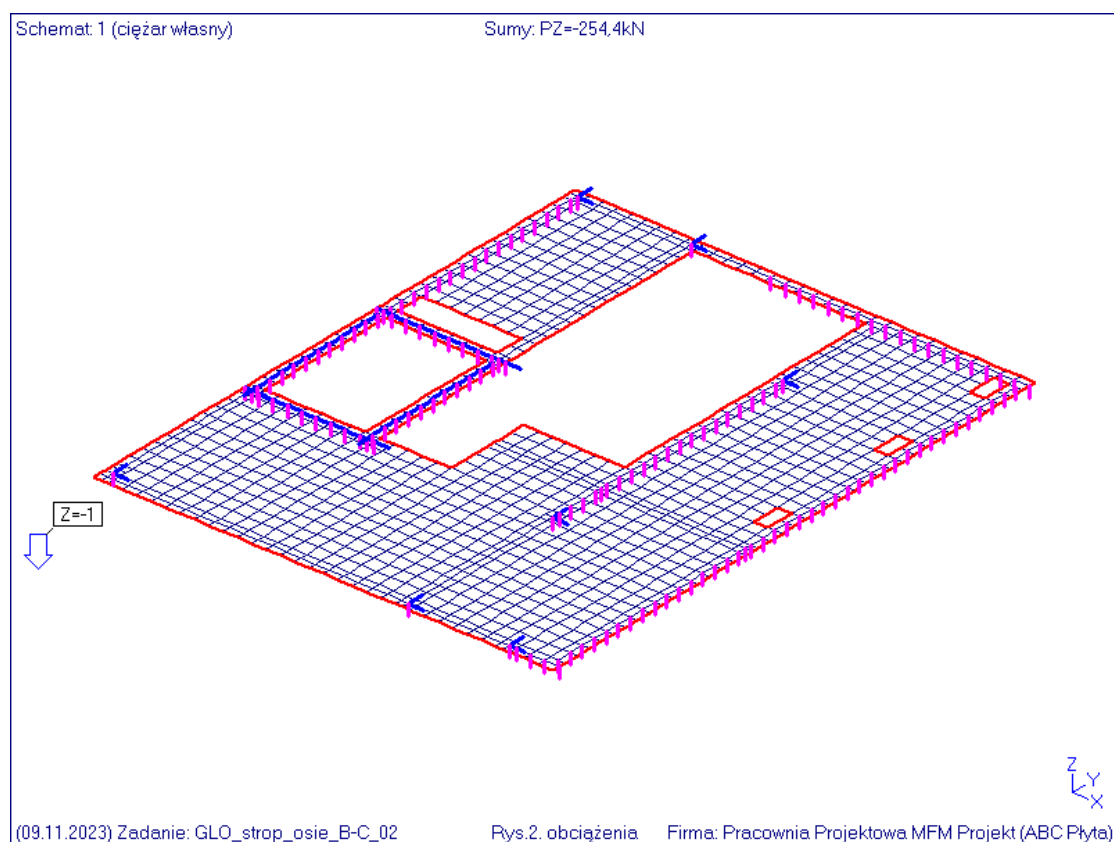 Schemat: 1 (ciężar własny) Sumy: PZ=-254,4kN
Z=-1
Z
Y
X
(09.11.2023) Zadanie: GLO_strop_osie_B-C_02 Rys.2. obciążenia Firma: Pracownia Projektowa MFM Projekt (ABC Płyta)